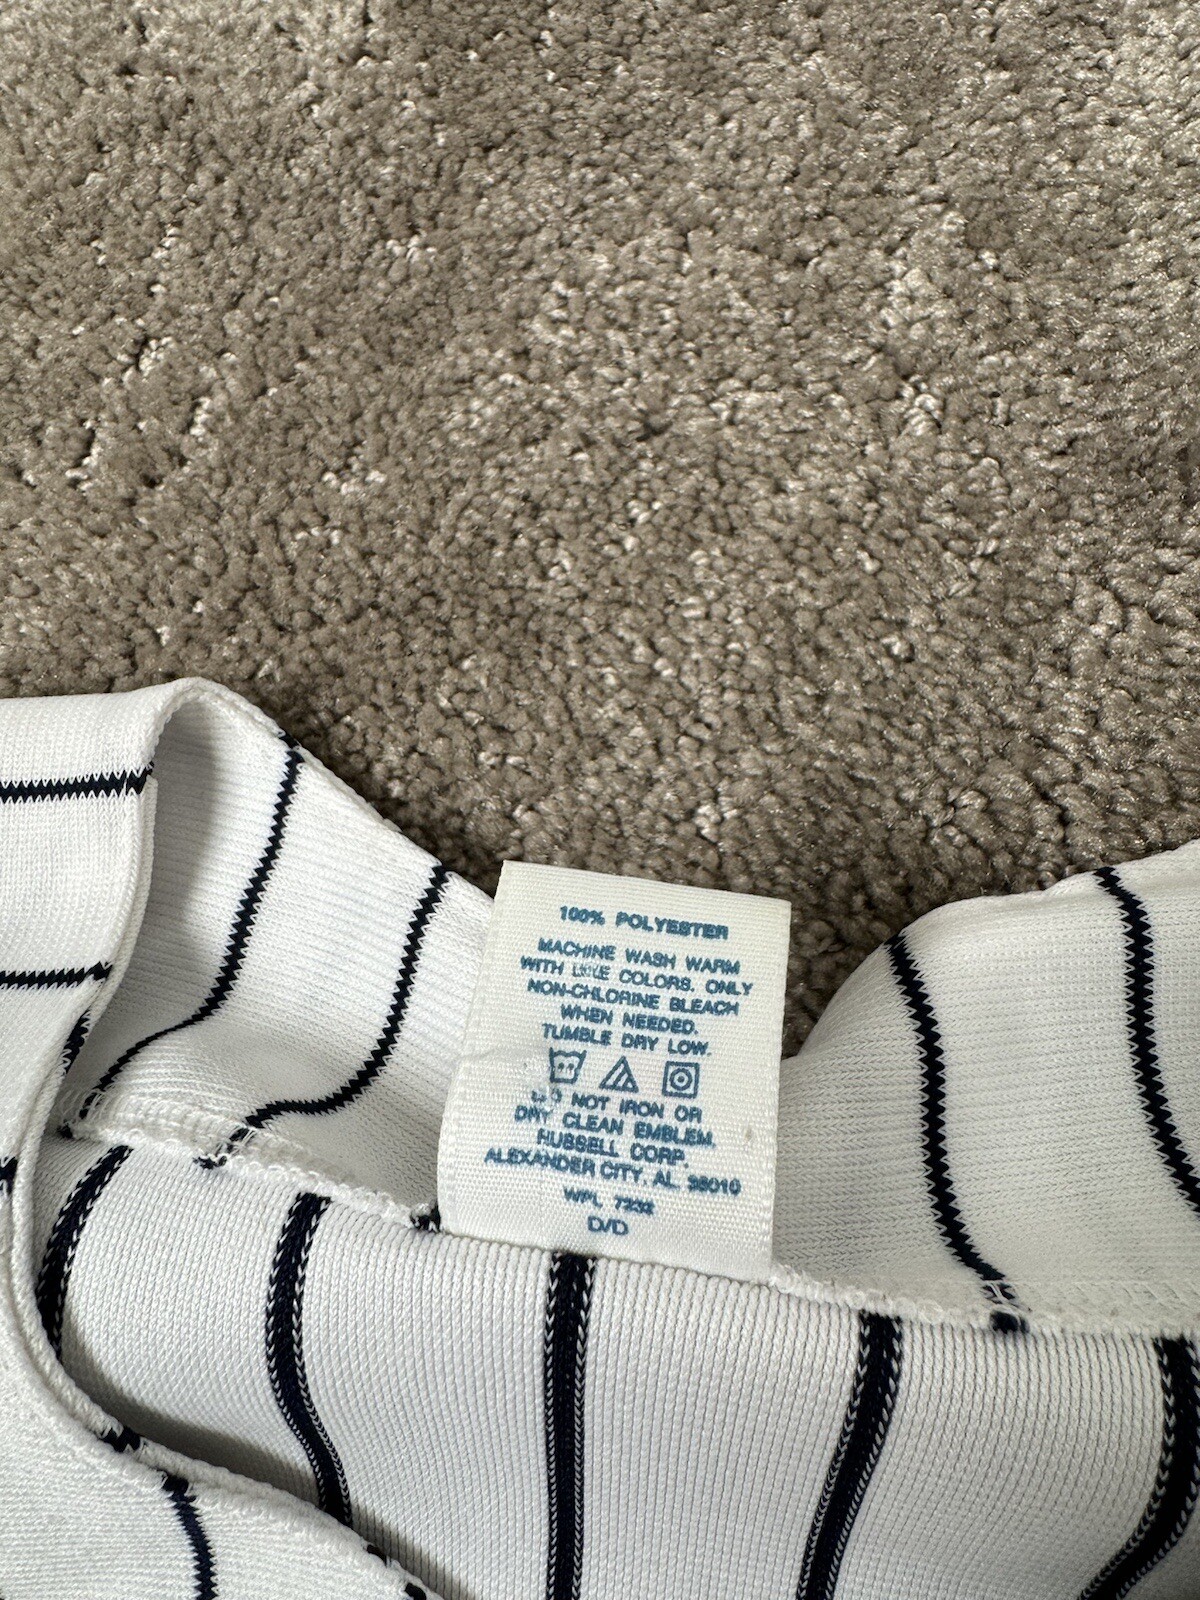 100% POLYESTER
MACHINE WASH WARM
WITH LIKE COLORS. ONLY
NON-CHLORINE BLEACH
WHEN NEEDED.
TUMBLE DRY LOW.
DO NOT IRON OR
DRY CLEAN EMBLEM.
RUSSELL CORP.
ALEXANDER CITY, AL 35010
WPL
D/D